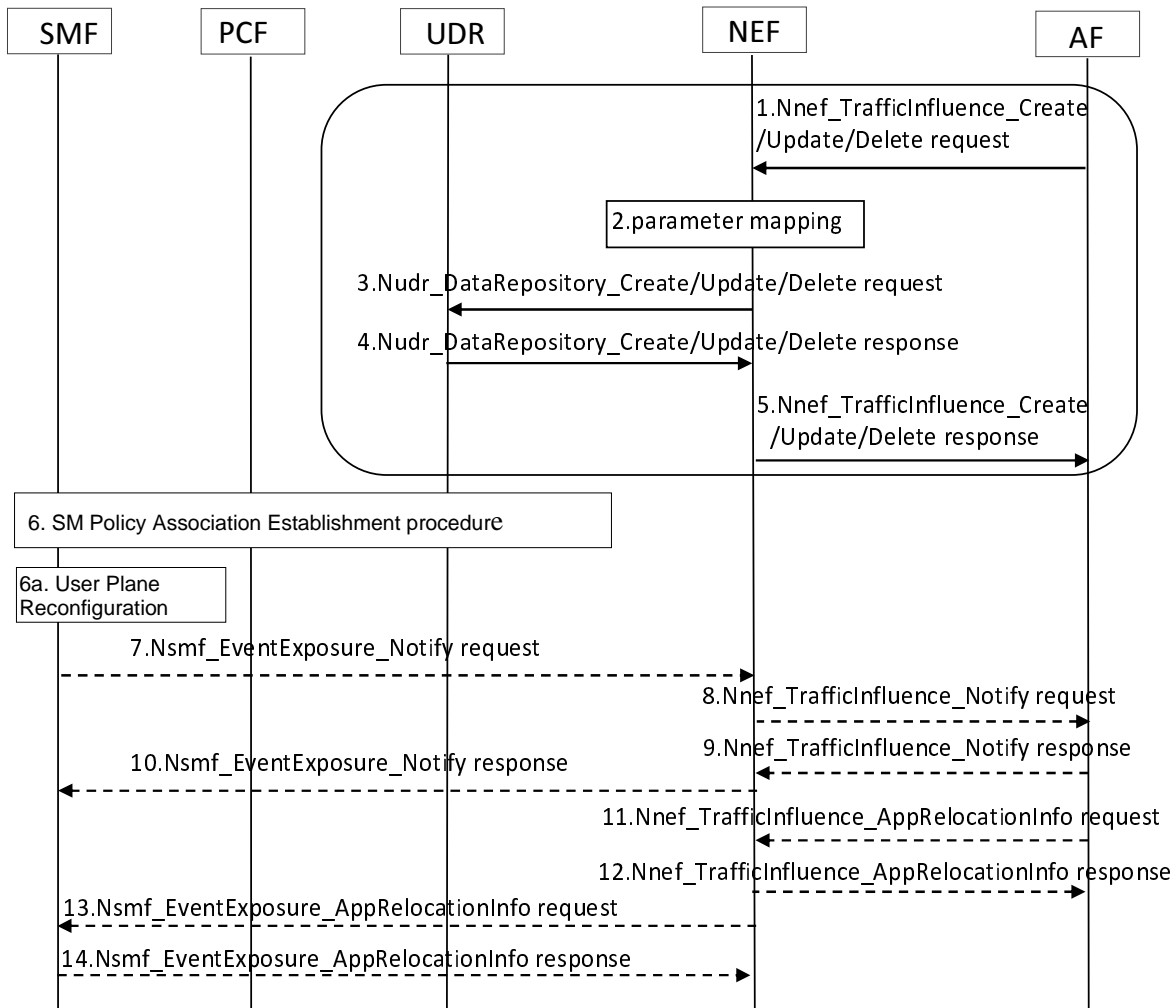 SMF
PCF
UDR
NEF
AF
1.Nnef_TrafficInfluence_Create
/Update/Delete request
2.parameter mapping
3.Nudr_DataRepository_Create/Update/Delete request
4.Nudr_DataRepository_Create/Update/Delete response
5.Nnef_TrafficInfluence_Create
/Update/Delete response
6. SM Policy Association Establishment procedure
6a. User Plane
Reconfiguration
7.Nsmf_EventExposure_Notify request
8.Nnef_TrafficInfluence_Notify request
9.Nnef_TrafficInfluence_Notify response
10.Nsmf_EventExposure_Notify response
11.Nnef_TrafficInfluence_AppRelocationInfo request
12.Nnef_TrafficInfluence_AppRelocationInfo response
13.Nsmf_EventExposure_AppRelocationInfo request
14.Nsmf_EventExposure_AppRelocationInfo response